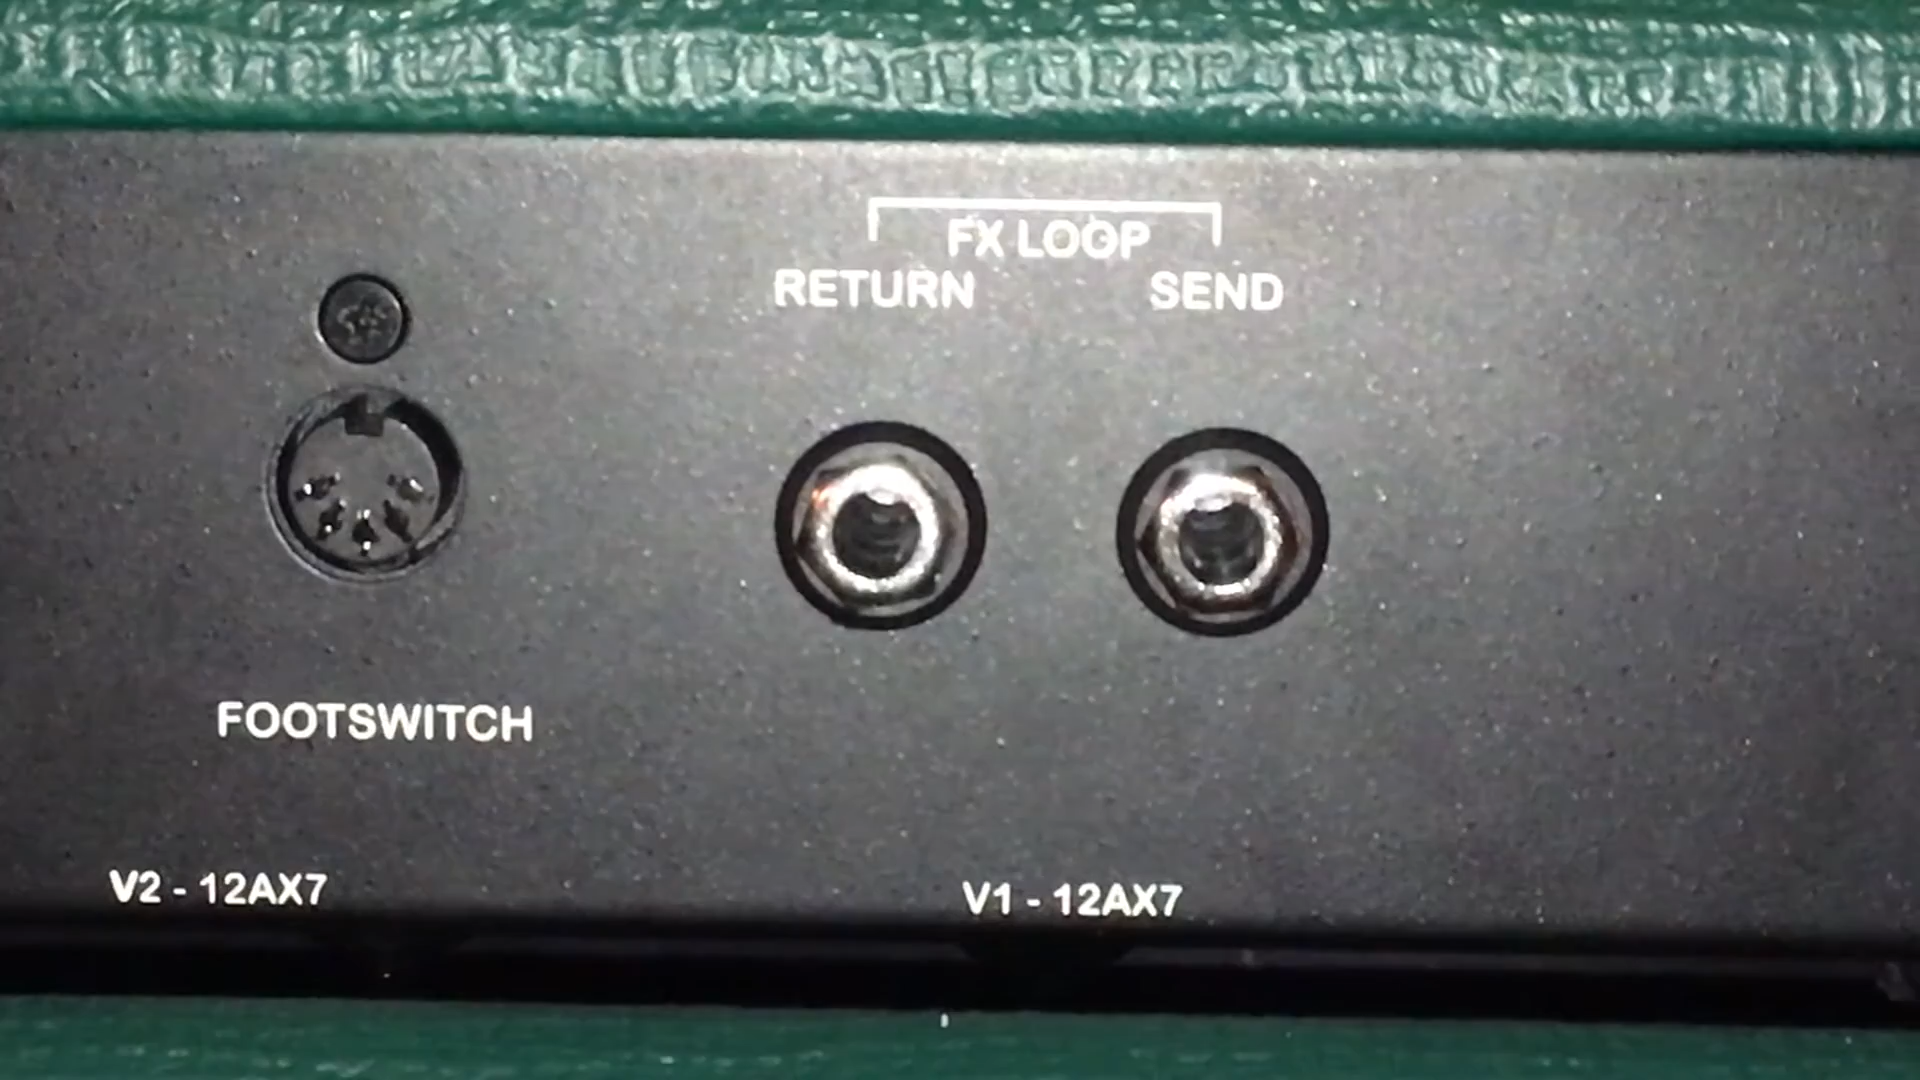 FX LOOP
RETURN SEND
FOOTSWITCH
V2 - 12AX7 V1 - 12AX7